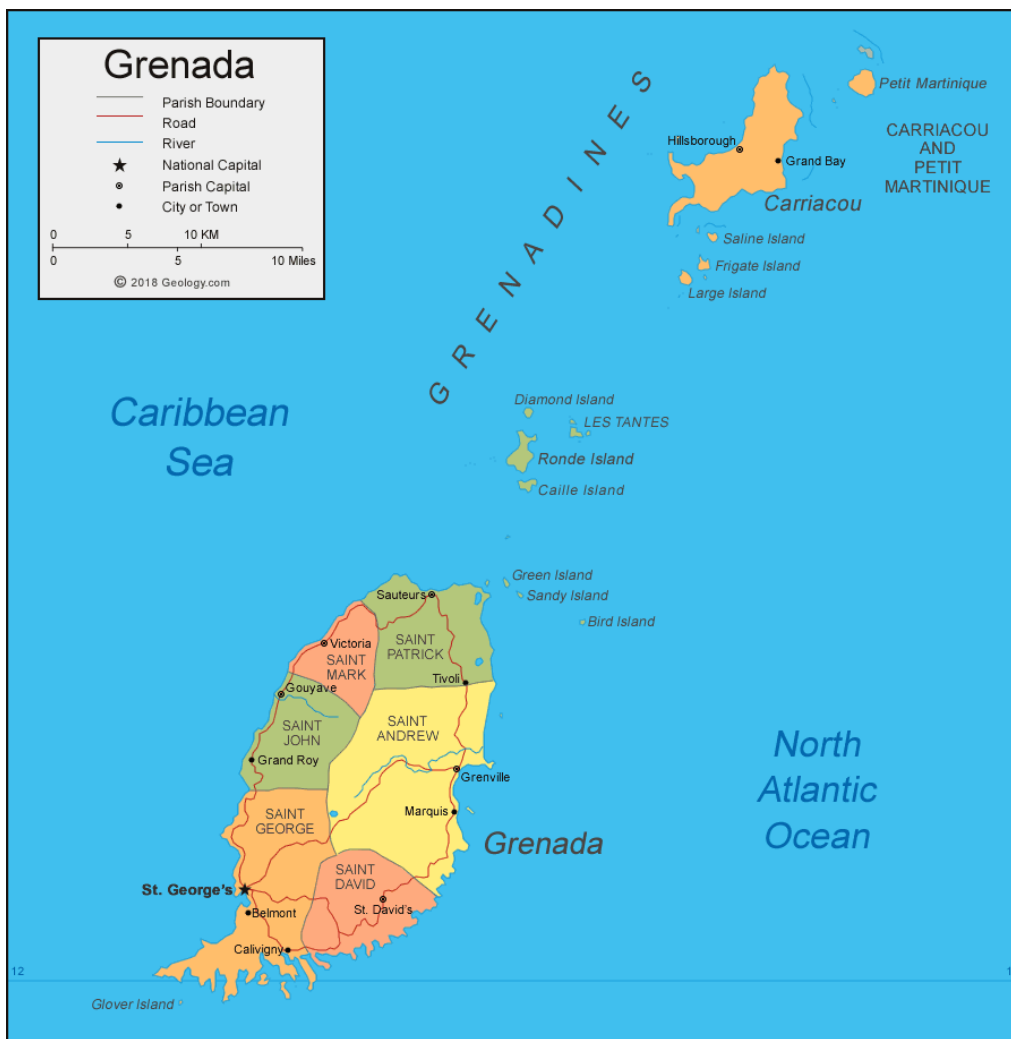 Grenada
Parish Boundary
Road
River
National Capital
Parish Capital
City or Town
0 5 10 KM
0 5 10 Miles
© 2018 Geology.com
GRENADINES
Petit Martinique
CARRIACOU
AND
PETIT
MARTINIQUE
Hillsborough
Grand Bay
Carriacou
Saline Island
Frigate Island
Large Island
Caribbean
Sea
Diamond Island
LES TANTES
Ronde Island
Caille Island
Green Island
Sandy Island
Bird Island
Sauteurs
SAINT
PATRICK
Victoria
SAINT
MARK
Tivoli
Gouyave
SAINT
JOHN
SAINT
ANDREW
Grand Roy
Grenville
North
Atlantic
Ocean
SAINT
GEORGE
Marquis
Grenada
SAINT
DAVID
St. George's
St. David's
Belmont
Calivigny
12
Glover Island